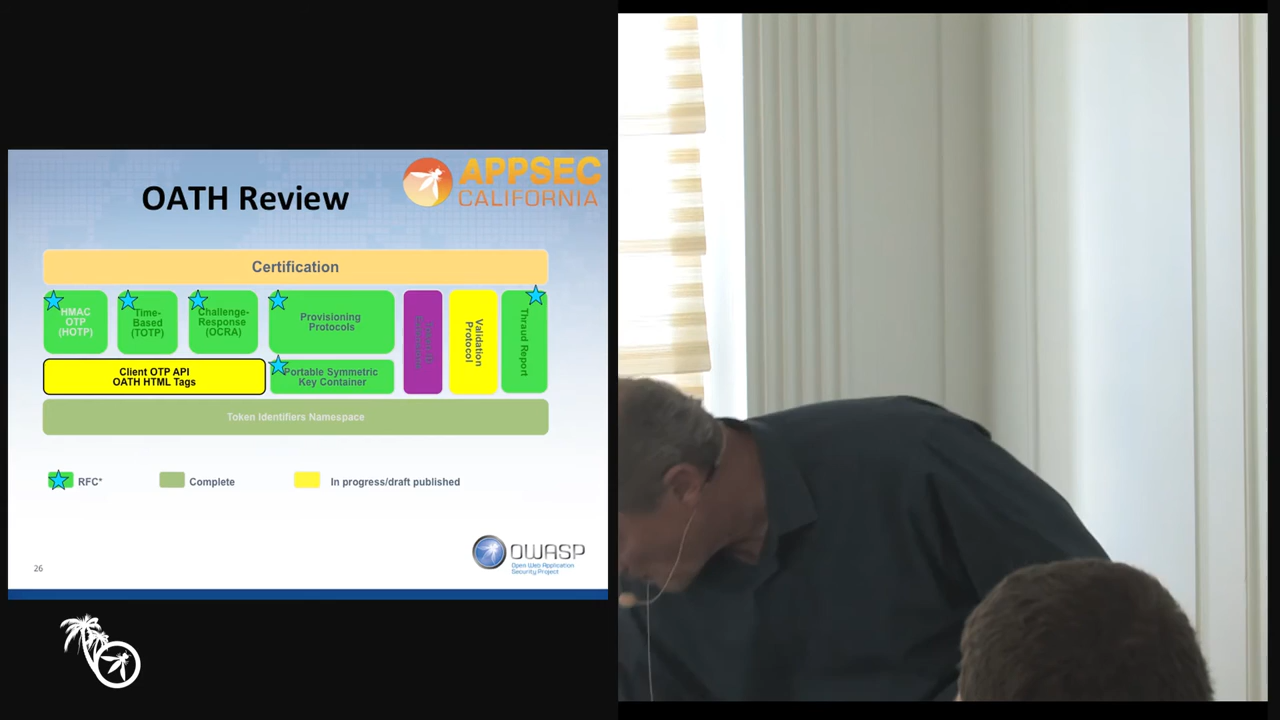 OATH Review
APPSEC
CALIFORNIA
Certification
HMAC
OTP
(HOTP)
Time-
Based
(TOTP)
Challenge-
Response
(OCRA)
Provisioning
Protocols
Validation
Protocol
Thraud Report
Client OTP API
OATH HTML Tags
Portable Symmetric
Key Container
Token Identifiers Namespace
RFC*
Complete
In progress/draft published
OWASP
Open Web Application
Security Project
26